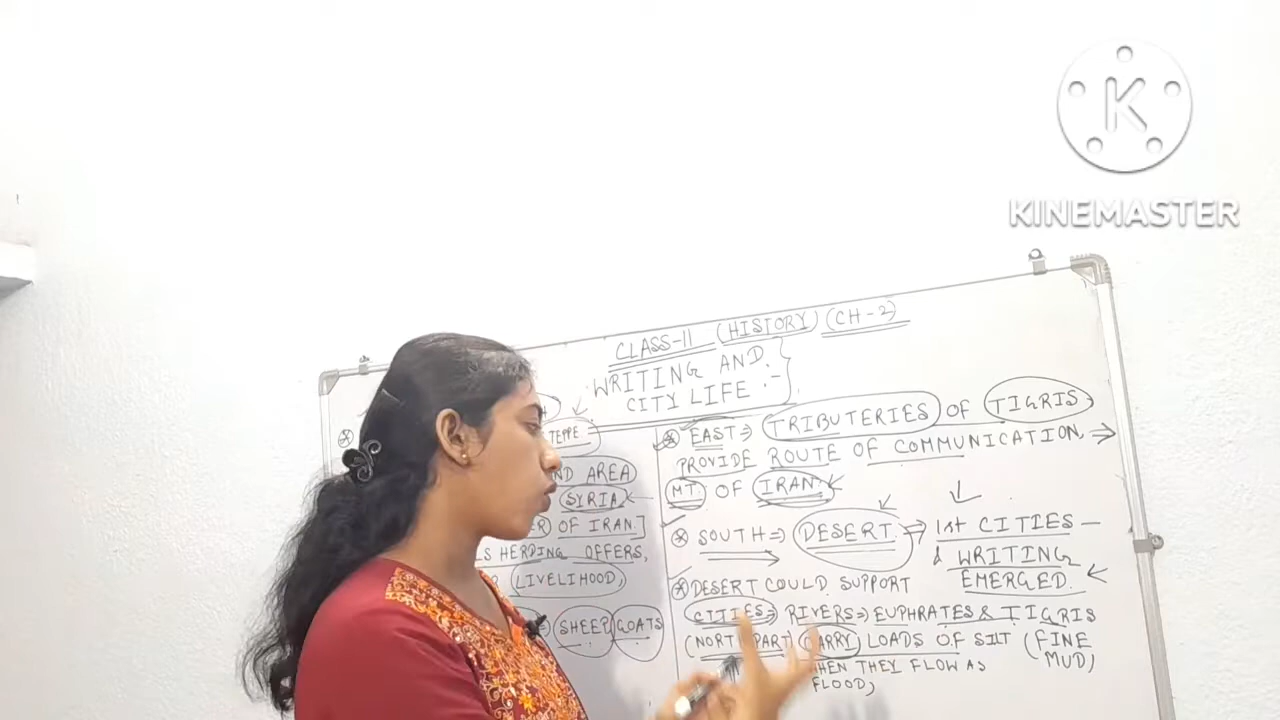 KINEMASTER
CLASS-11 (HISTORY) (CH-2)
WRITING AND
CITY LIFE :-
ND AREA
SYRIA
OF IRAN.]
HERDING OFFERS,
LIVELIHOOD,
SHEEP GOATS
EAST ⇒ TRIBUTERIES OF TIGRIS
PROVIDE ROUTE OF COMMUNICATION, ⇒
MT. OF IRAN.
SOUTH ⇒ DESERT ⇒ 1st CITIES —
& WRITING
EMERGED.
DESERT COULD SUPPORT
CITIES ⇒ RIVERS ⇒ EUPHRATES & TIGRIS
(NORTH PART) CARRY LOADS OF SILT (FINE
MUD)
WHEN THEY FLOW AS
FLOOD,